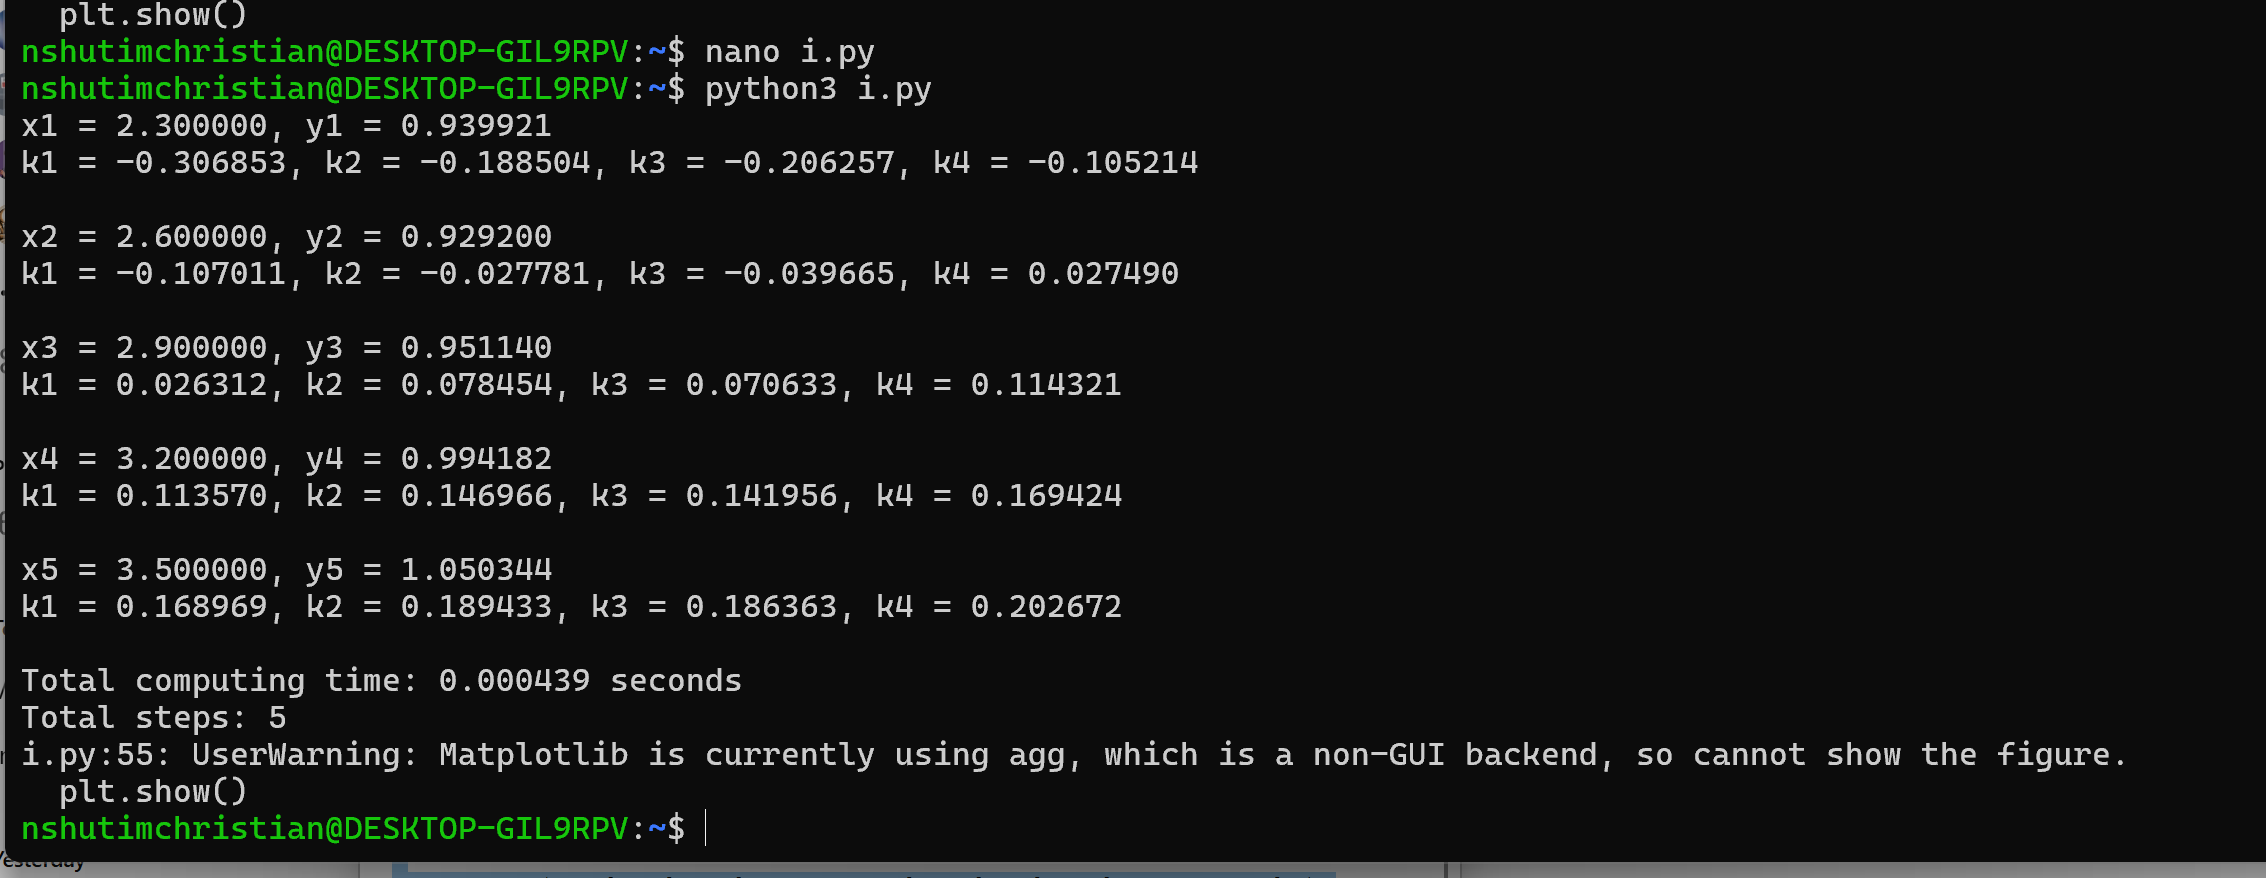 plt.show()
nshutimchristian@DESKTOP-GIL9RPV:~$ nano i.py
nshutimchristian@DESKTOP-GIL9RPV:~$ python3 i.py
x1 = 2.300000, y1 = 0.939921
k1 = -0.306853, k2 = -0.188504, k3 = -0.206257, k4 = -0.105214
x2 = 2.600000, y2 = 0.929200
k1 = -0.107011, k2 = -0.027781, k3 = -0.039665, k4 = 0.027490
x3 = 2.900000, y3 = 0.951140
k1 = 0.026312, k2 = 0.078454, k3 = 0.070633, k4 = 0.114321
x4 = 3.200000, y4 = 0.994182
k1 = 0.113570, k2 = 0.146966, k3 = 0.141956, k4 = 0.169424
x5 = 3.500000, y5 = 1.050344
k1 = 0.168969, k2 = 0.189433, k3 = 0.186363, k4 = 0.202672
Total computing time: 0.000439 seconds
Total steps: 5
i.py:55: UserWarning: Matplotlib is currently using agg, which is a non-GUI backend, so cannot show the figure.
plt.show()
nshutimchristian@DESKTOP-GIL9RPV:~$
Yesterday